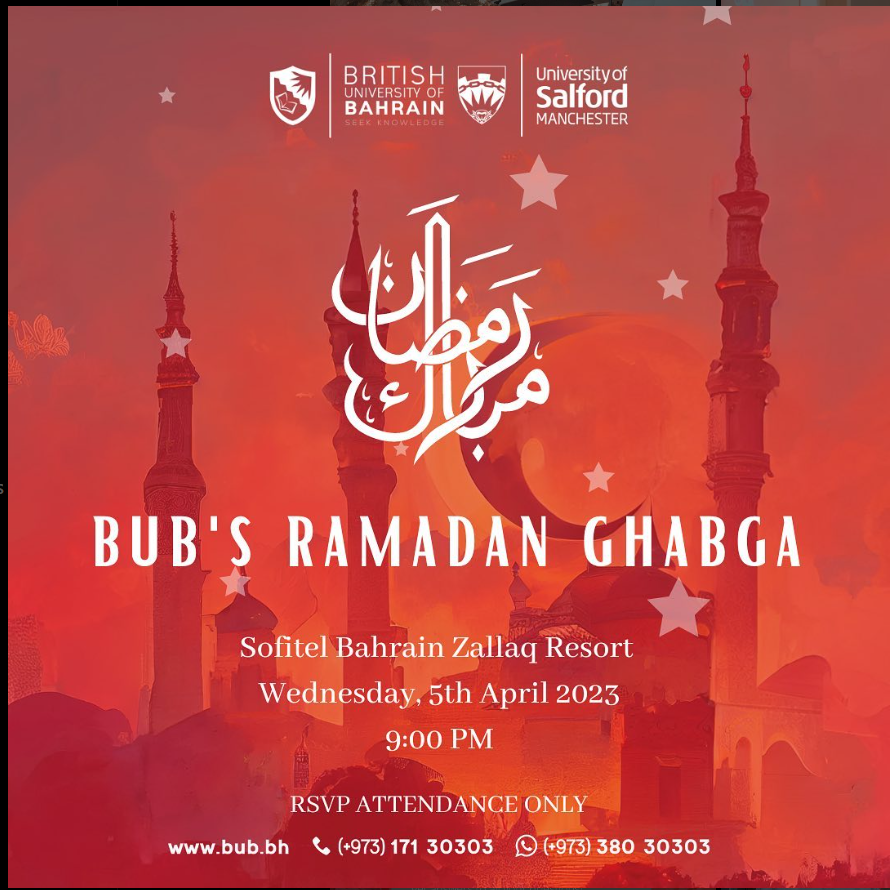 BRITISH
UNIVERSITY OF
BAHRAIN
SEEK KNOWLEDGE
University of
Salford
MANCHESTER
رمضان
مبارك
BUB'S RAMADAN GHABGA
Sofitel Bahrain Zallaq Resort
Wednesday, 5th April 2023
9:00 PM
RSVP ATTENDANCE ONLY
www.bub.bh (+973) 171 30303 (+973) 380 30303